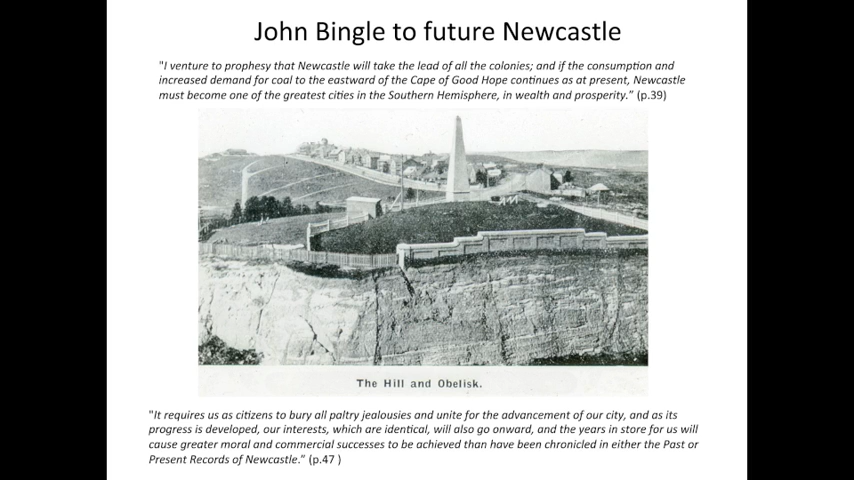 John Bingle to future Newcastle
"I venture to prophesy that Newcastle will take the lead of all the colonies; and if the consumption and
increased demand for coal to the eastward of the Cape of Good Hope continues as at present, Newcastle
must become one of the greatest cities in the Southern Hemisphere, in wealth and prosperity." (p.39)
The Hill and Obelisk.
"It requires us as citizens to bury all paltry jealousies and unite for the advancement of our city, and as its
progress is developed, our interests, which are identical, will also go onward, and the years in store for us will
cause greater moral and commercial successes to be achieved than have been chronicled in either the Past or
Present Records of Newcastle." (p.47 )